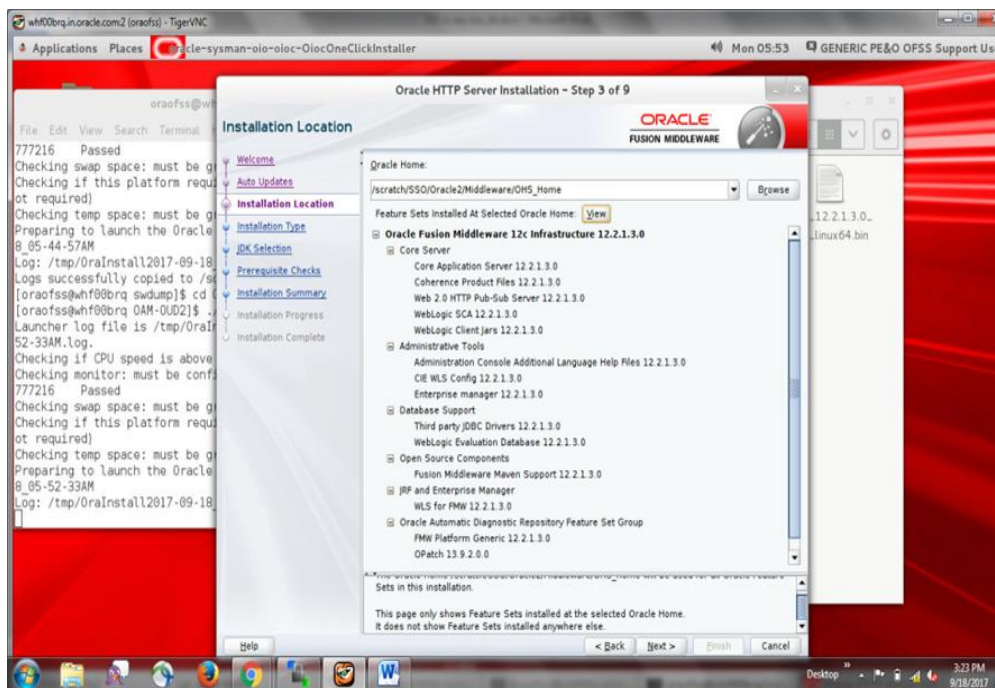 whf00brq.in.oracle.com:2 (oraofss) - TigerVNC
Applications Places oracle-sysman-oio-oioc-OiocOneClickInstaller Mon 05:53 GENERIC PE&O OFSS Support Us
oraofss@wh
File Edit View Search Terminal
777216 Passed
Checking swap space: must be g
Checking if this platform requi
ot required)
Checking temp space: must be g
Preparing to launch the Oracle
8_05-44-57AM
Log: /tmp/OraInstall2017-09-18_
Logs successfully copied to /s
[oraofss@whf00brq swdump]$ cd
[oraofss@whf00brq OAM-OUD2]$ ./
Launcher log file is /tmp/OraI
52-33AM.log.
Checking if CPU speed is above
Checking monitor: must be confi
777216 Passed
Checking swap space: must be g
Checking if this platform requi
ot required)
Checking temp space: must be g
Preparing to launch the Oracle
8_05-52-33AM
Log: /tmp/OraInstall2017-09-18_
Oracle HTTP Server Installation - Step 3 of 9
Installation Location
ORACLE
FUSION MIDDLEWARE
Welcome
Auto Updates
Installation Location
Installation Type
JDK Selection
Prerequisite Checks
Installation Summary
Installation Progress
Installation Complete
Oracle Home:
/scratch/SSO/Oracle2/Middleware/OHS_Home
Browse
Feature Sets Installed At Selected Oracle Home: View
Oracle Fusion Middleware 12c Infrastructure 12.2.1.3.0
Core Server
Core Application Server 12.2.1.3.0
Coherence Product Files 12.2.1.3.0
Web 2.0 HTTP Pub-Sub Server 12.2.1.3.0
WebLogic SCA 12.2.1.3.0
WebLogic Client Jars 12.2.1.3.0
Administrative Tools
Administration Console Additional Language Help Files 12.2.1.3.0
CIE WLS Config 12.2.1.3.0
Enterprise manager 12.2.1.3.0
Database Support
Third party JDBC Drivers 12.2.1.3.0
WebLogic Evaluation Database 12.2.1.3.0
Open Source Components
Fusion Middleware Maven Support 12.2.1.3.0
JRF and Enterprise Manager
WLS for FMW 12.2.1.3.0
Oracle Automatic Diagnostic Repository Feature Set Group
FMW Platform Generic 12.2.1.3.0
OPatch 13.9.2.0.0
Sets in this installation.
This page only shows Feature Sets installed at the selected Oracle Home.
It does not show Feature Sets installed anywhere else.
Help
< Back Next > Finish Cancel
_12.2.1.3.0_
_linux64.bin
Desktop
3:23 PM
9/18/2017